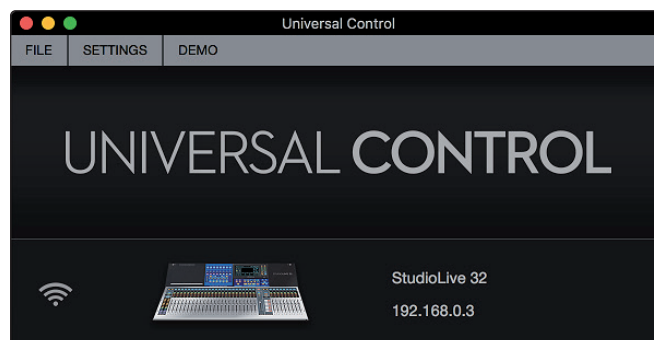 Universal Control
FILE SETTINGS DEMO
UNIVERSAL CONTROL
StudioLive 32
192.168.0.3